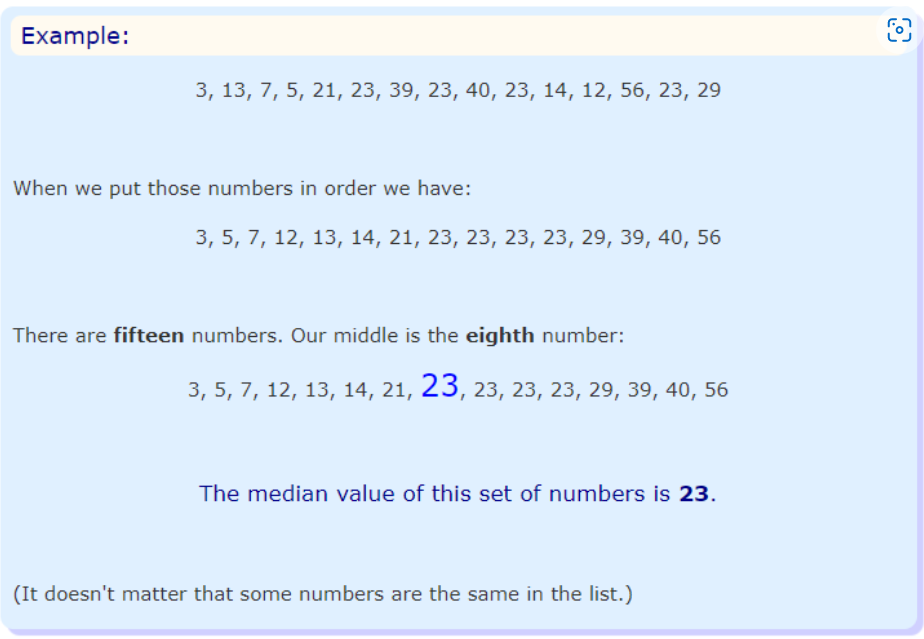 Example:
3, 13, 7, 5, 21, 23, 39, 23, 40, 23, 14, 12, 56, 23, 29
When we put those numbers in order we have:
3, 5, 7, 12, 13, 14, 21, 23, 23, 23, 23, 29, 39, 40, 56
There are fifteen numbers. Our middle is the eighth number:
3, 5, 7, 12, 13, 14, 21, 23, 23, 23, 23, 29, 39, 40, 56
The median value of this set of numbers is 23.
(It doesn't matter that some numbers are the same in the list.)